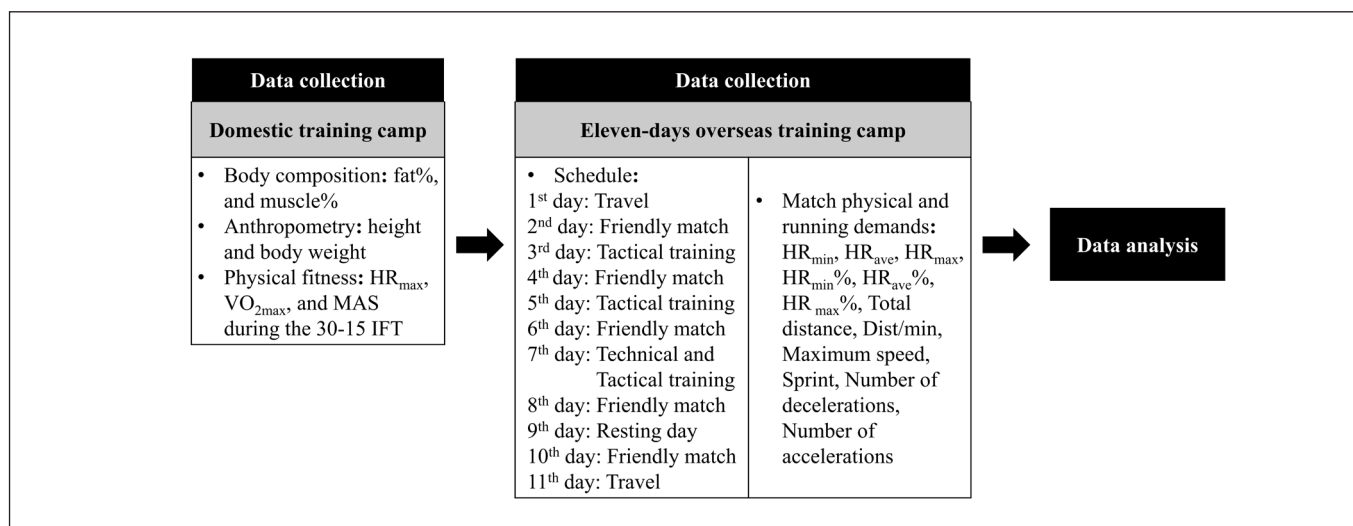 Data collection
Domestic training camp
• Body composition: fat%,
and muscle%
• Anthropometry: height
and body weight
• Physical fitness: HRmax,
VO2max, and MAS
during the 30-15 IFT
Data collection
Eleven-days overseas training camp
• Schedule:
1st day: Travel
2nd day: Friendly match
3rd day: Tactical training
4th day: Friendly match
5th day: Tactical training
6th day: Friendly match
7th day: Technical and
Tactical training
8th day: Friendly match
9th day: Resting day
10th day: Friendly match
11th day: Travel
• Match physical and
running demands:
HRmin, HRave, HRmax,
HRmin%, HRave%,
HR max%, Total
distance, Dist/min,
Maximum speed,
Sprint, Number of
decelerations,
Number of
accelerations
Data analysis